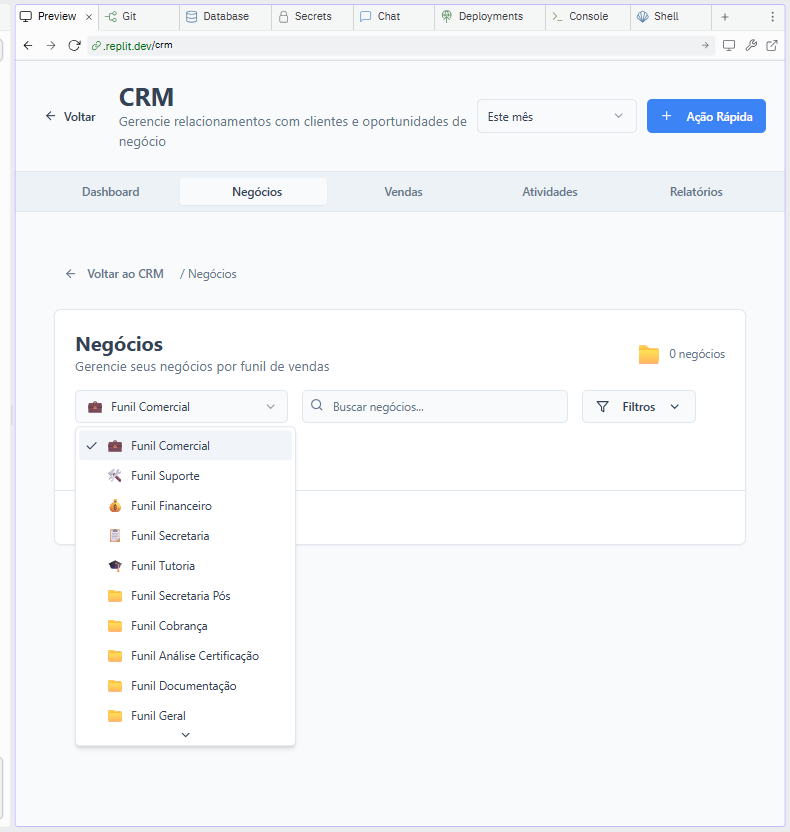 Preview
Git
Database
Secrets
Chat
Deployments
Console
Shell
.replit.dev/crm
Voltar
CRM
Gerencie relacionamentos com clientes e oportunidades de
negócio
Este mês
Ação Rápida
Dashboard
Negócios
Vendas
Atividades
Relatórios
Voltar ao CRM / Negócios
Negócios
Gerencie seus negócios por funil de vendas
0 negócios
Funil Comercial
Buscar negócios...
Filtros
Funil Comercial
Funil Suporte
Funil Financeiro
Funil Secretaria
Funil Tutoria
Funil Secretaria Pós
Funil Cobrança
Funil Análise Certificação
Funil Documentação
Funil Geral